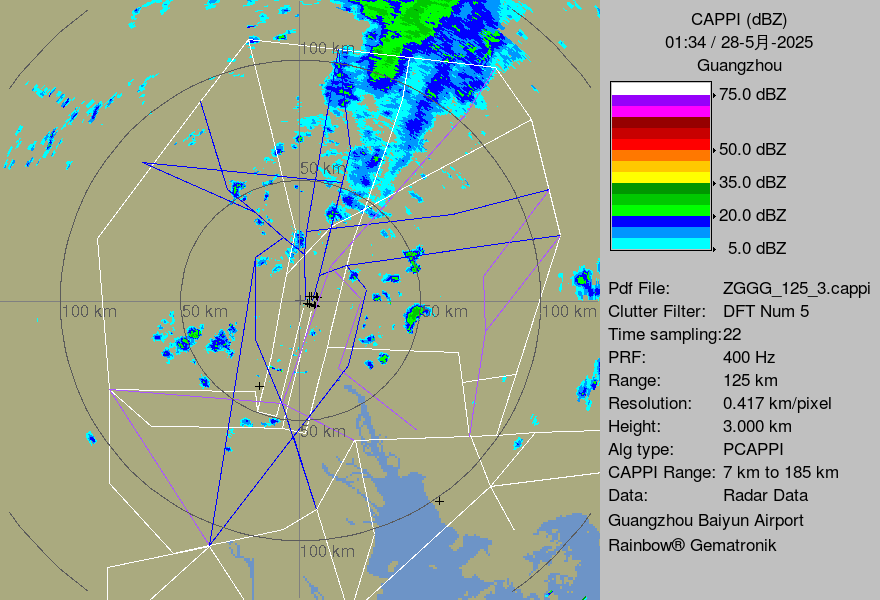 CAPPI (dBZ)
01:34 / 28-5月-2025
Guangzhou
75.0 dBZ
50.0 dBZ
35.0 dBZ
20.0 dBZ
5.0 dBZ
Pdf File: ZGGG_125_3.cappi
Clutter Filter: DFT Num 5
Time sampling:22
PRF: 400 Hz
Range: 125 km
Resolution: 0.417 km/pixel
Height: 3.000 km
Alg type: PCAPPI
CAPPI Range: 7 km to 185 km
Data: Radar Data
Guangzhou Baiyun Airport
Rainbow® Gematronik
100 km
50 km
100 km
50 km
50 km
100 km
50 km
100 km